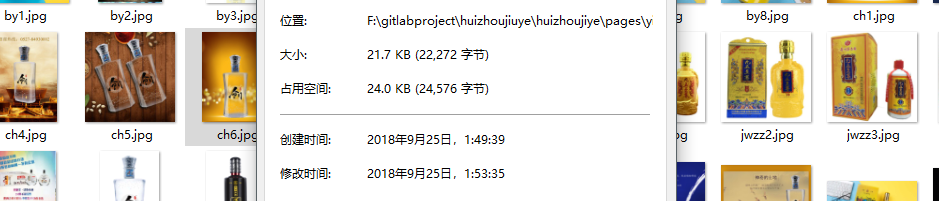 by1.jpg
by2.jpg
by3.jpg
by8.jpg
ch1.jpg
位置:
F:\gitlabproject\huizhoujiuye\huizhoujiye\pages\yi
大小:
21.7 KB (22,272 字节)
占用空间:
24.0 KB (24,576 字节)
创建时间:
2018年9月25日，1:49:39
修改时间:
2018年9月25日，1:53:35
ch4.jpg
ch5.jpg
ch6.jpg
jwzz2.jpg
jwzz3.jpg